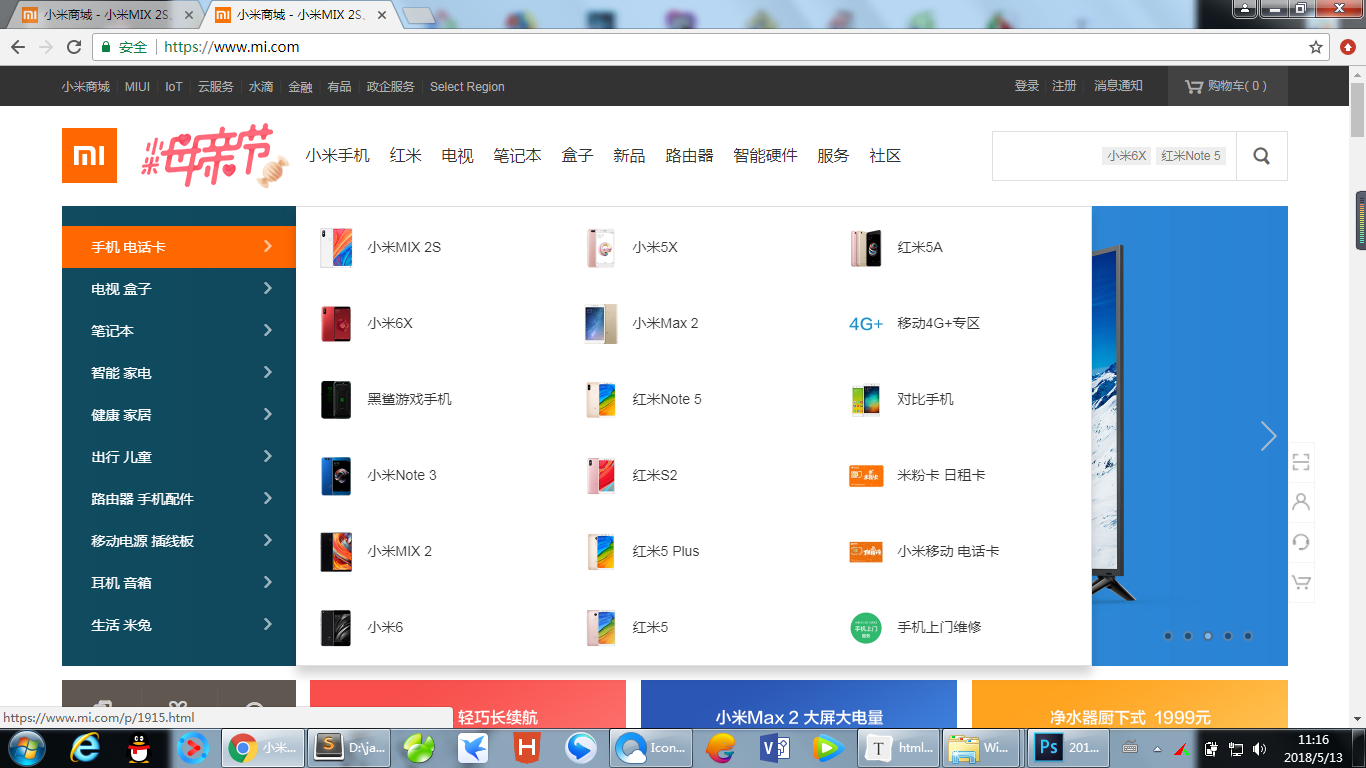 小米商城 - 小米MIX 2S、
小米商城 - 小米MIX 2S、
安全 https://www.mi.com
小米商城 MIUI IoT 云服务 水滴 金融 有品 政企服务 Select Region 登录 注册 消息通知 购物车( 0 )
小米 母亲节 小米手机 红米 电视 笔记本 盒子 新品 路由器 智能硬件 服务 社区 小米6X 红米Note 5
手机 电话卡
电视 盒子
笔记本
智能 家电
健康 家居
出行 儿童
路由器 手机配件
移动电源 插线板
耳机 音箱
生活 米兔
小米MIX 2S
小米6X
黑鲨游戏手机
小米Note 3
小米MIX 2
小米6
小米5X
小米Max 2
红米Note 5
红米S2
红米5 Plus
红米5
红米5A
4G+ 移动4G+专区
对比手机
米粉卡 日租卡
小米移动 电话卡
手机上门维修
轻巧长续航
小米Max 2 大屏大电量
净水器厨下式 1999元
https://www.mi.com/p/1915.html
小米...
D:\ja...
Icon...
html...
Wi...
201...
11:16
2018/5/13